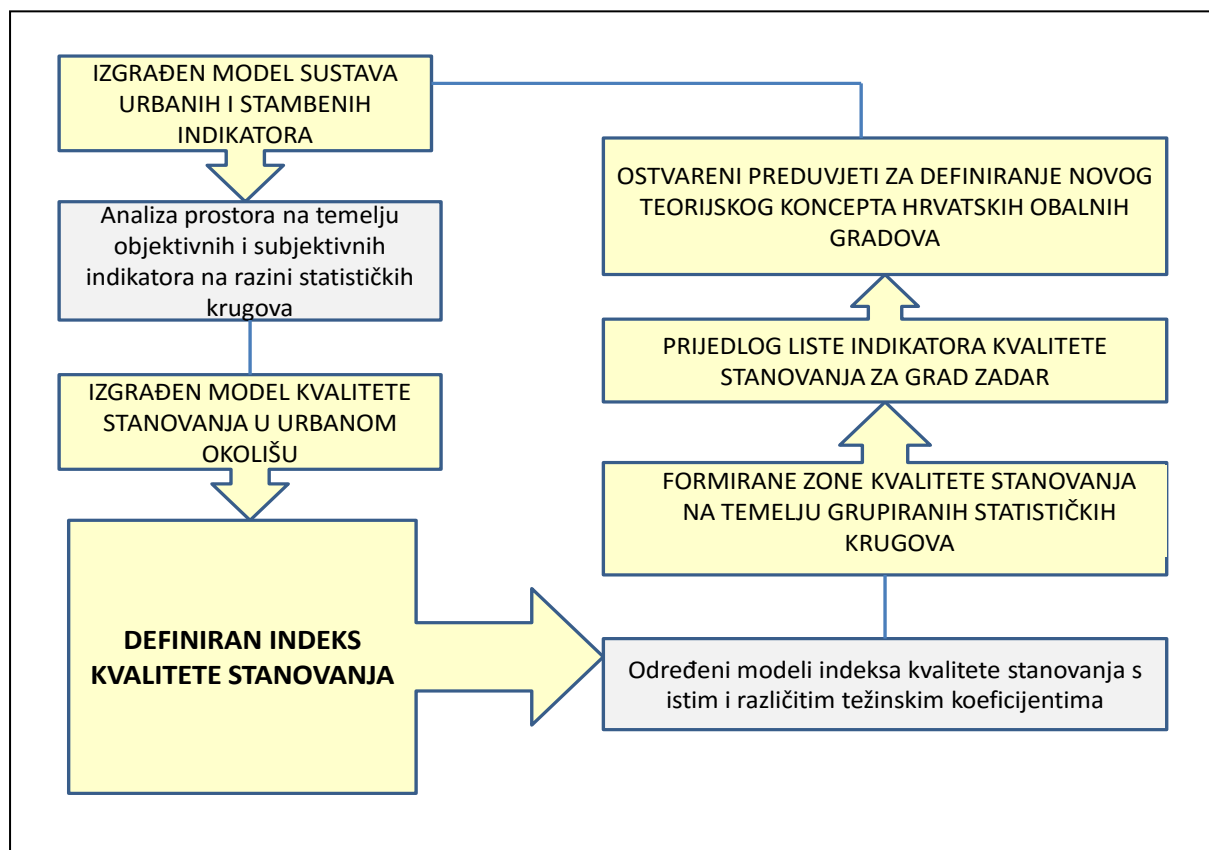 IZGRAĐEN MODEL SUSTAVA
URBANIH I STAMBENIH
INDIKATORA
Analiza prostora na temelju
objektivnih i subjektivnih
indikatora na razini statističkih
krugova
IZGRAĐEN MODEL KVALITETE
STANOVANJA U URBANOM
OKOLIŠU
DEFINIRAN INDEKS
KVALITETE STANOVANJA
Određeni modeli indeksa kvalitete stanovanja s
istim i različitim težinskim koeficijentima
FORMIRANE ZONE KVALITETE STANOVANJA
NA TEMELJU GRUPIRANIH STATISTIČKIH
KRUGOVA
PRIJEDLOG LISTE INDIKATORA KVALITETE
STANOVANJA ZA GRAD ZADAR
OSTVARENI PREDUVJETI ZA DEFINIRANJE NOVOG
TEORIJSKOG KONCEPTA HRVATSKIH OBALNIH
GRADOVA